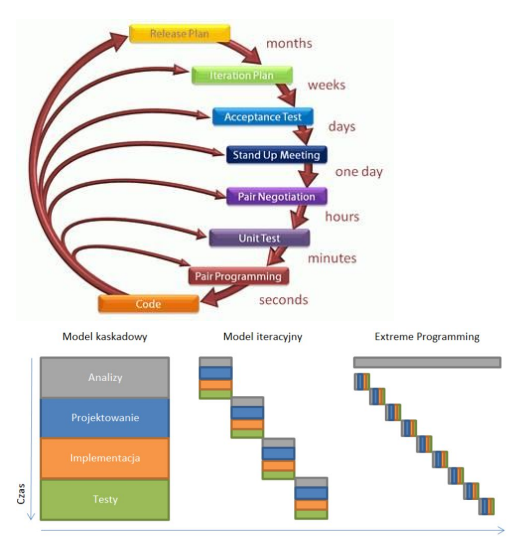 Release Plan
months
Iteration Plan
weeks
Acceptance Test
days
Stand Up Meeting
one day
Pair Negotiation
hours
Unit Test
minutes
Pair Programming
seconds
Code
Model kaskadowy
Model iteracyjny
Extreme Programming
Analizy
Projektowanie
Implementacja
Testy
Czas